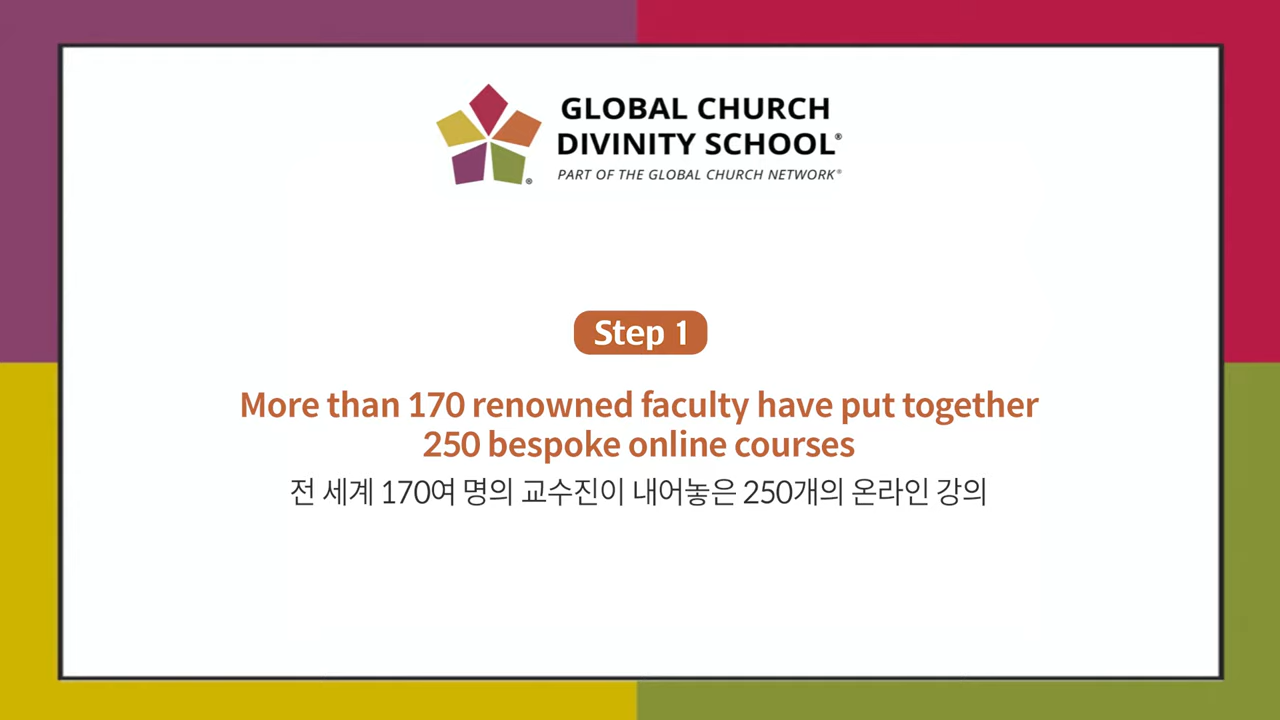 GLOBAL CHURCH
DIVINITY SCHOOL®
PART OF THE GLOBAL CHURCH NETWORK®
®
Step 1
More than 170 renowned faculty have put together
250 bespoke online courses
전 세계 170여 명의 교수진이 내어놓은 250개의 온라인 강의